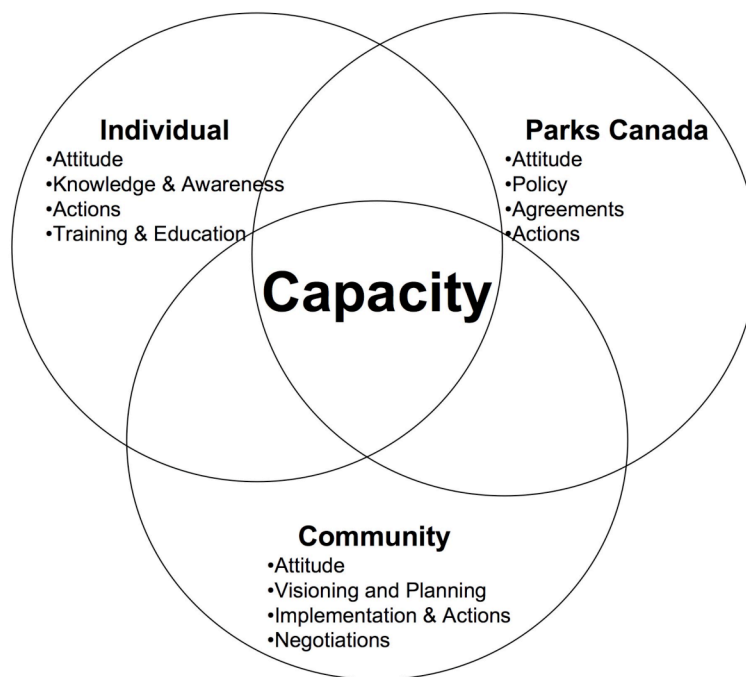 Individual
•Attitude
•Knowledge & Awareness
•Actions
•Training & Education
Parks Canada
•Attitude
•Policy
•Agreements
•Actions
Capacity
Community
•Attitude
•Visioning and Planning
•Implementation & Actions
•Negotiations